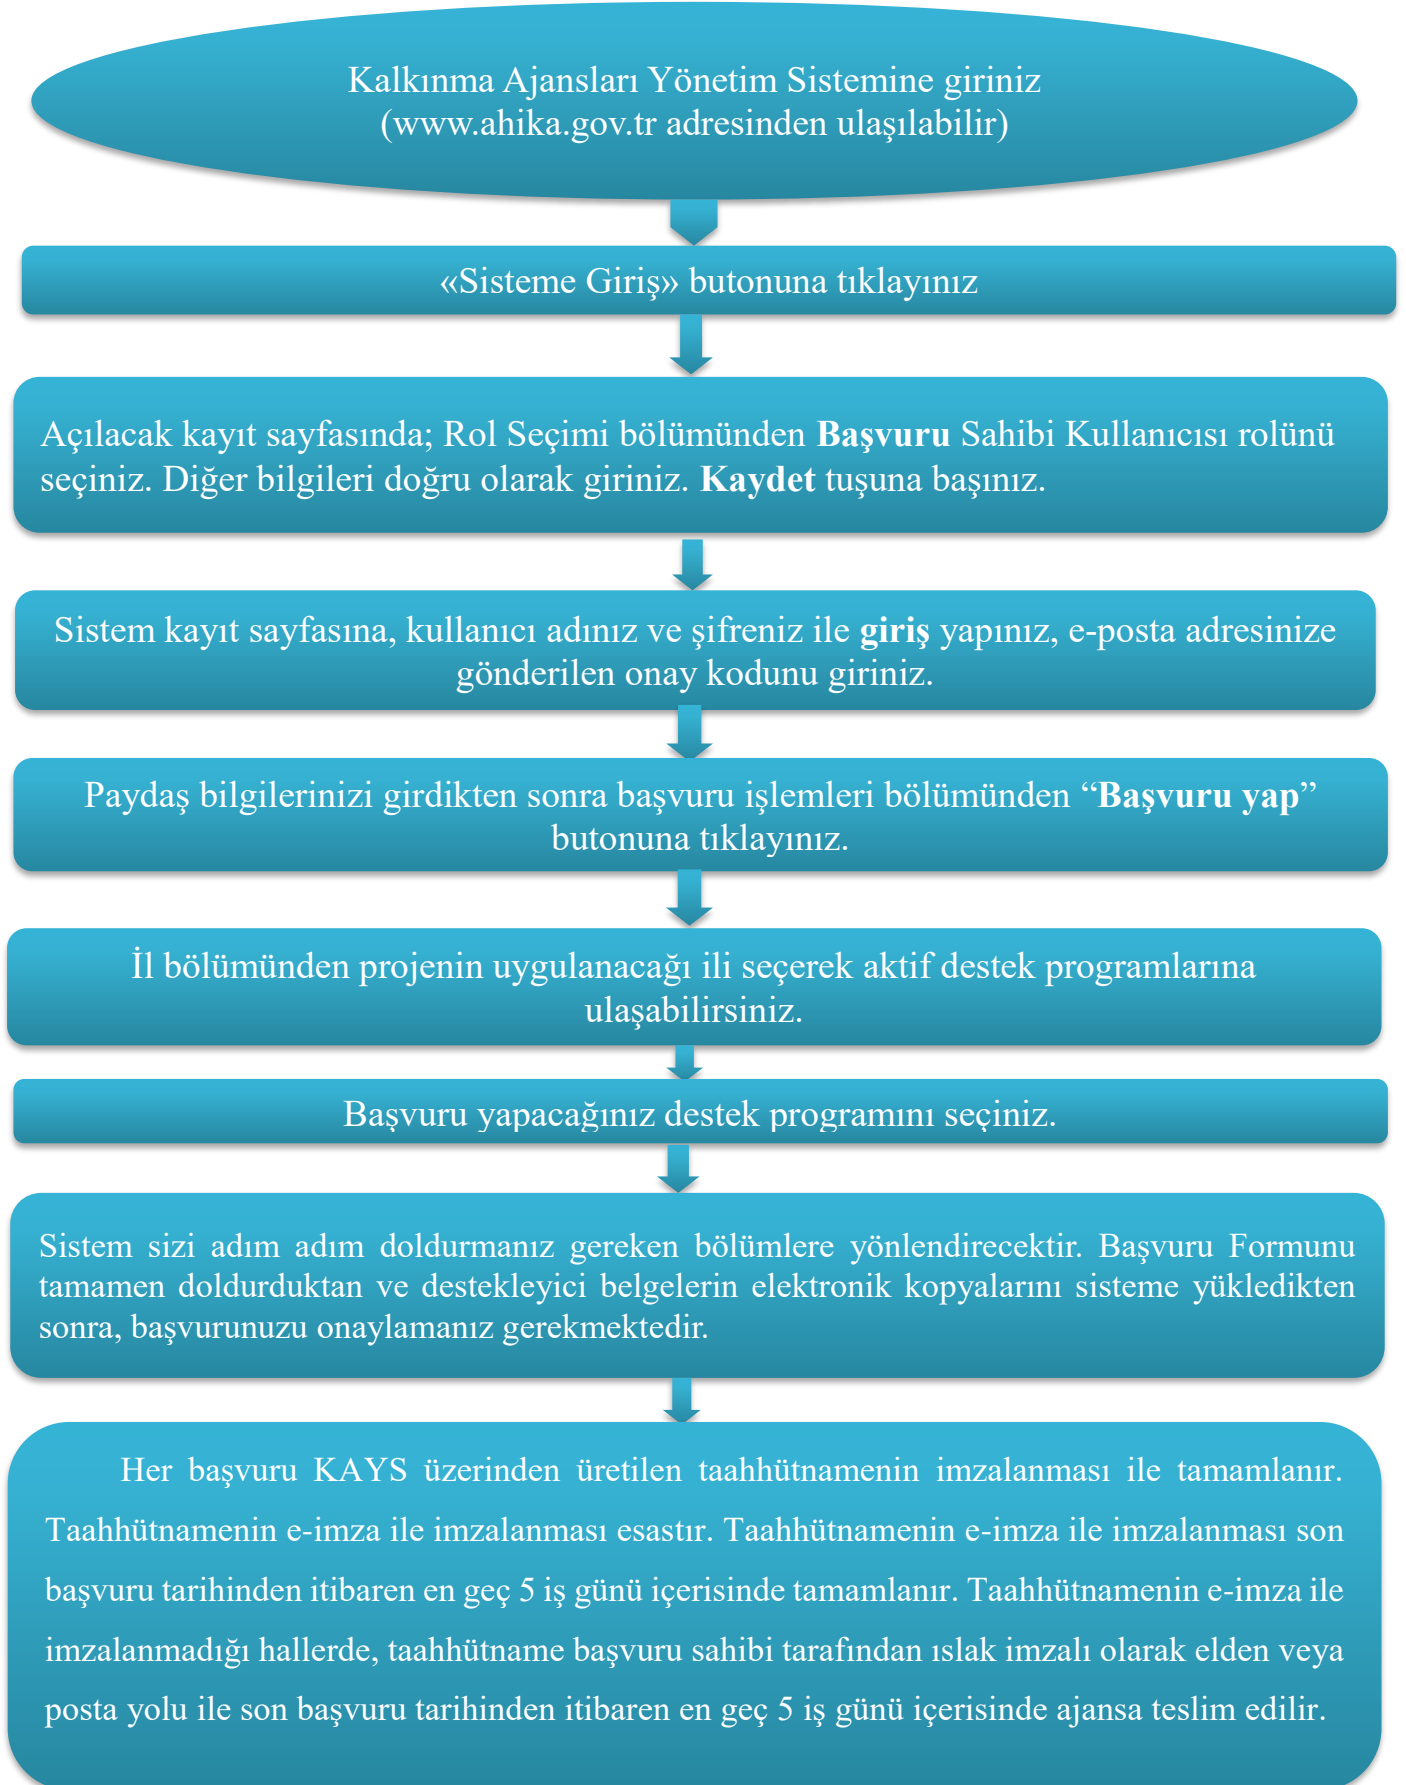 Kalkınma Ajansları Yönetim Sistemine giriniz
(www.ahika.gov.tr adresinden ulaşılabilir)
«Sisteme Giriş» butonuna tıklayınız
Açılacak kayıt sayfasında; Rol Seçimi bölümünden Başvuru Sahibi Kullanıcısı rolünü
seçiniz. Diğer bilgileri doğru olarak giriniz. Kaydet tuşuna başınız.
Sistem kayıt sayfasına, kullanıcı adınız ve şifreniz ile giriş yapınız, e-posta adresinize
gönderilen onay kodunu giriniz.
Paydaş bilgilerinizi girdikten sonra başvuru işlemleri bölümünden “Başvuru yap”
butonuna tıklayınız.
İl bölümünden projenin uygulanacağı ili seçerek aktif destek programlarına
ulaşabilirsiniz.
Başvuru yapacağınız destek programını seçiniz.
Sistem sizi adım adım doldurmanız gereken bölümlere yönlendirecektir. Başvuru Formunu
tamamen doldurduktan ve destekleyici belgelerin elektronik kopyalarını sisteme yükledikten
sonra, başvurunuzu onaylamanız gerekmektedir.
Her başvuru KAYS üzerinden üretilen taahhütnamenin imzalanması ile tamamlanır.
Taahhütnamenin e-imza ile imzalanması esastır. Taahhütnamenin e-imza ile imzalanması son
başvuru tarihinden itibaren en geç 5 iş günü içerisinde tamamlanır. Taahhütnamenin e-imza ile
imzalanmadığı hallerde, taahhütname başvuru sahibi tarafından ıslak imzalı olarak elden veya
posta yolu ile son başvuru tarihinden itibaren en geç 5 iş günü içerisinde ajansa teslim edilir.